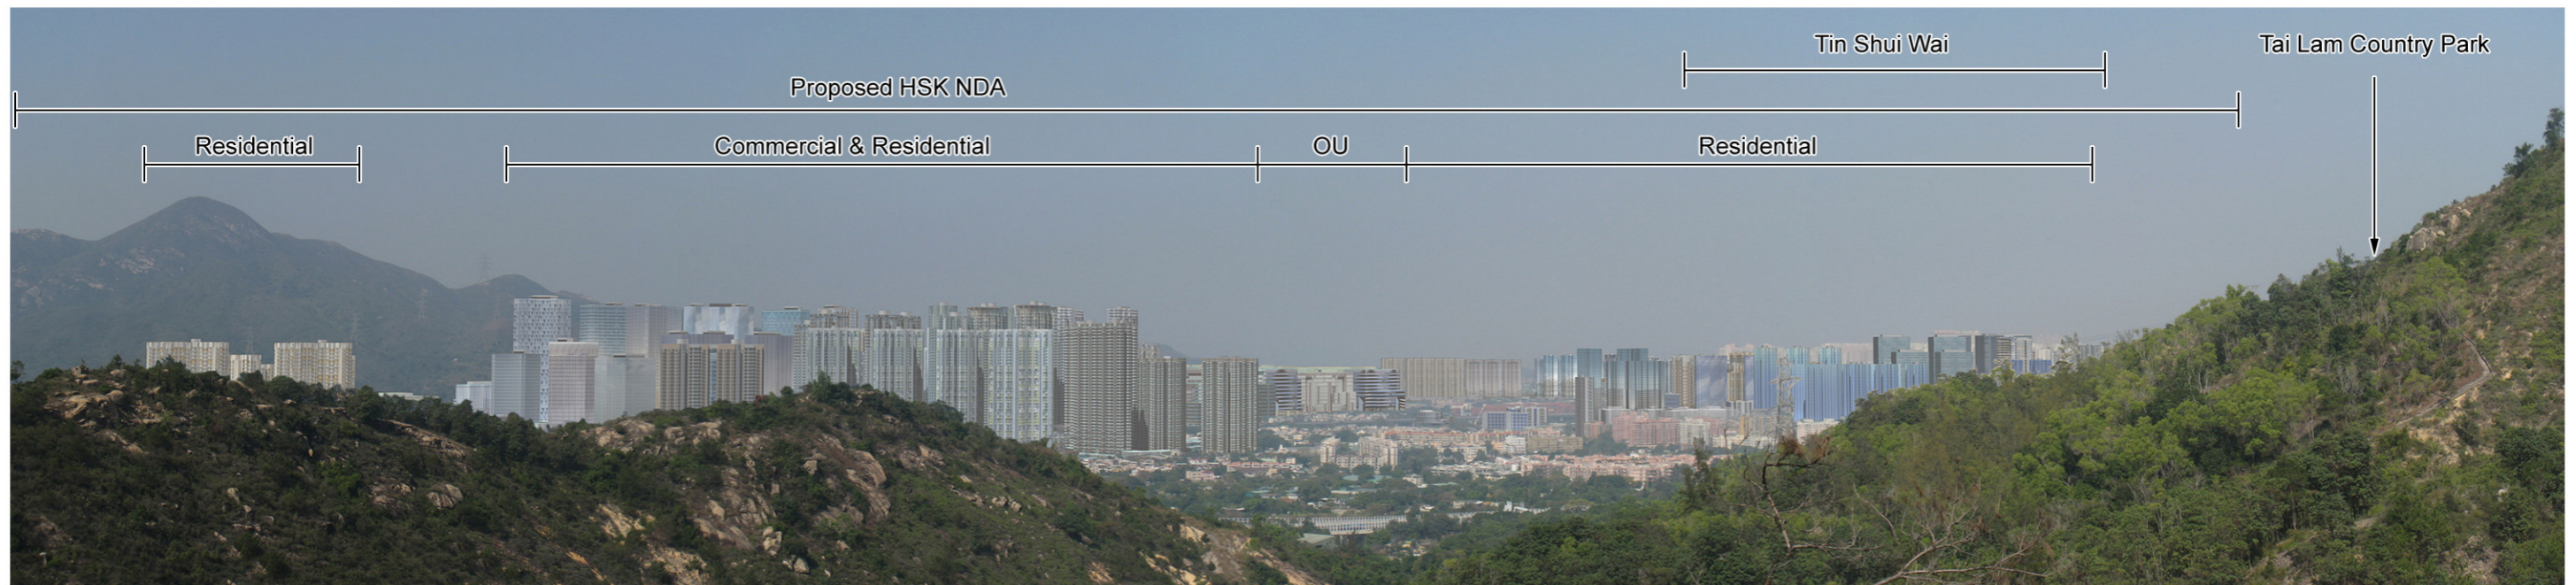 Tin Shui Wai
Tai Lam Country Park
Proposed HSK NDA
Residential
Commercial & Residential
OU
Residential